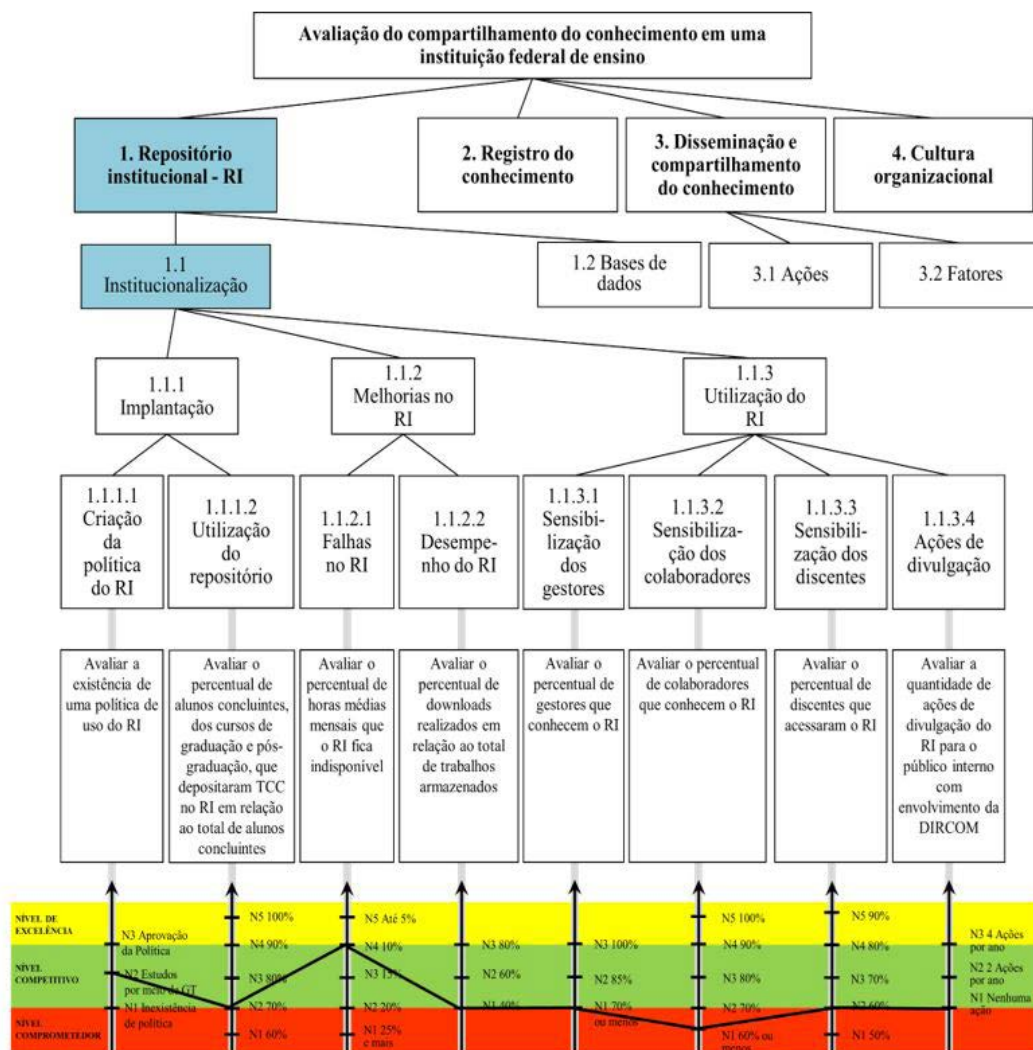 Avaliação do compartilhamento do conhecimento em uma
instituição federal de ensino
1. Repositório
institucional - RI
2. Registro do
conhecimento
3. Disseminação e
compartilhamento
do conhecimento
4. Cultura
organizacional
1.1
Institucionalização
1.2 Bases de
dados
3.1 Ações
3.2 Fatores
1.1.1
Implantação
1.1.2
Melhorias no
RI
1.1.3
Utilização do
RI
1.1.1.1
Criação
da
política
do RI
1.1.1.2
Utilização
do
repositório
1.1.2.1
Falhas
no RI
1.1.2.2
Desempe-
nho do RI
1.1.3.1
Sensibi-
lização
dos
gestores
1.1.3.2
Sensibiliza-
ção dos
colaboradores
1.1.3.3
Sensibili-
zação dos
discentes
1.1.3.4
Ações de
divulgação
Avaliar a
existência de
uma política de
uso do RI
Avaliar o
percentual de
alunos concluintes,
dos cursos de
graduação e pós-
graduação, que
depositaram TCC
no RI em relação
ao total de alunos
concluintes
Avaliar o
percentual de
horas médias
mensais que
o RI fica
indisponível
Avaliar o
percentual de
downloads
realizados em
relação ao total
de trabalhos
armazenados
Avaliar o
percentual de
gestores que
conhecem o RI
Avaliar o percentual
de colaboradores
que conhecem o RI
Avaliar o
percentual de
discentes que
acessaram o RI
Avaliar a
quantidade de
ações de
divulgação do
RI para o
público interno
com
envolvimento da
DIRCOM
NÍVEL DE
EXCELÊNCIA
NÍVEL
COMPETITIVO
NÍVEL
COMPROMETEDOR
N3 Aprovação
da Política
N2 Estudos
por meio de GT
N1 Inexistência
de política
N5 100%
N4 90%
N3 80%
N2 70%
N1 60%
N5 Até 5%
N4 10%
N3 15%
N2 20%
N1 25%
e mais
N3 80%
N2 60%
N1 40%
N3 100%
N2 85%
N1 70%
ou menos
N5 100%
N4 90%
N3 80%
N2 70%
N1 60% ou
menos
N5 90%
N4 80%
N3 70%
N2 60%
N1 50%
N3 4 Ações
por ano
N2 2 Ações
por ano
N1 Nenhuma
ação